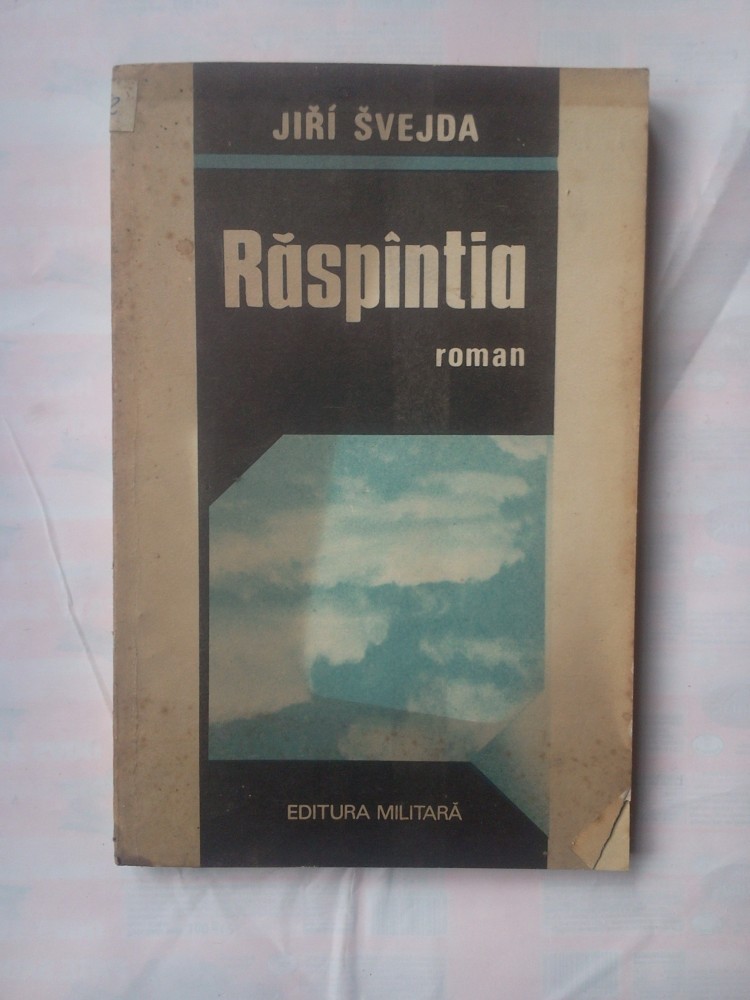 JIŘÍ ŠVEJDA
Răspîntia
roman
EDITURA MILITARĂ